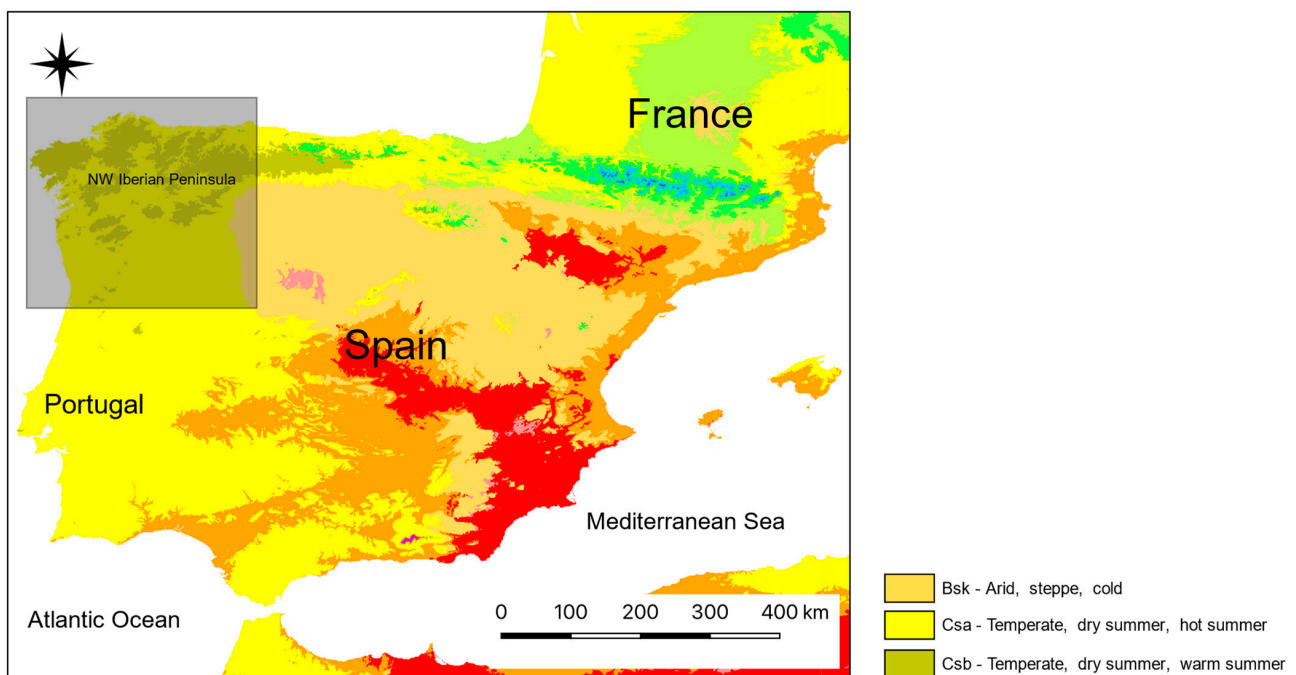 France
NW Iberian Peninsula
Spain
Portugal
Mediterranean Sea
Atlantic Ocean
0 100 200 300 400 km
Bsk - Arid, steppe, cold
Csa - Temperate, dry summer, hot summer
Csb - Temperate, dry summer, warm summer